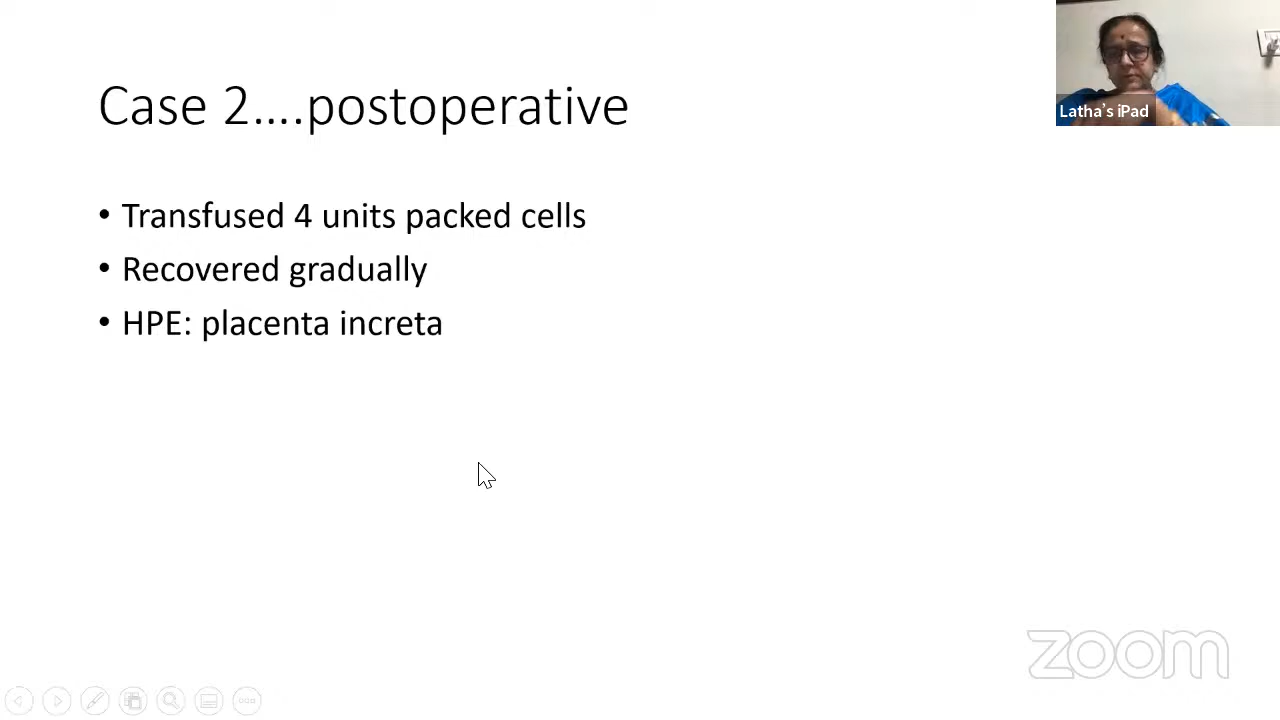 Case 2....postoperative
Latha's iPad
• Transfused 4 units packed cells
• Recovered gradually
• HPE: placenta increta
zoom